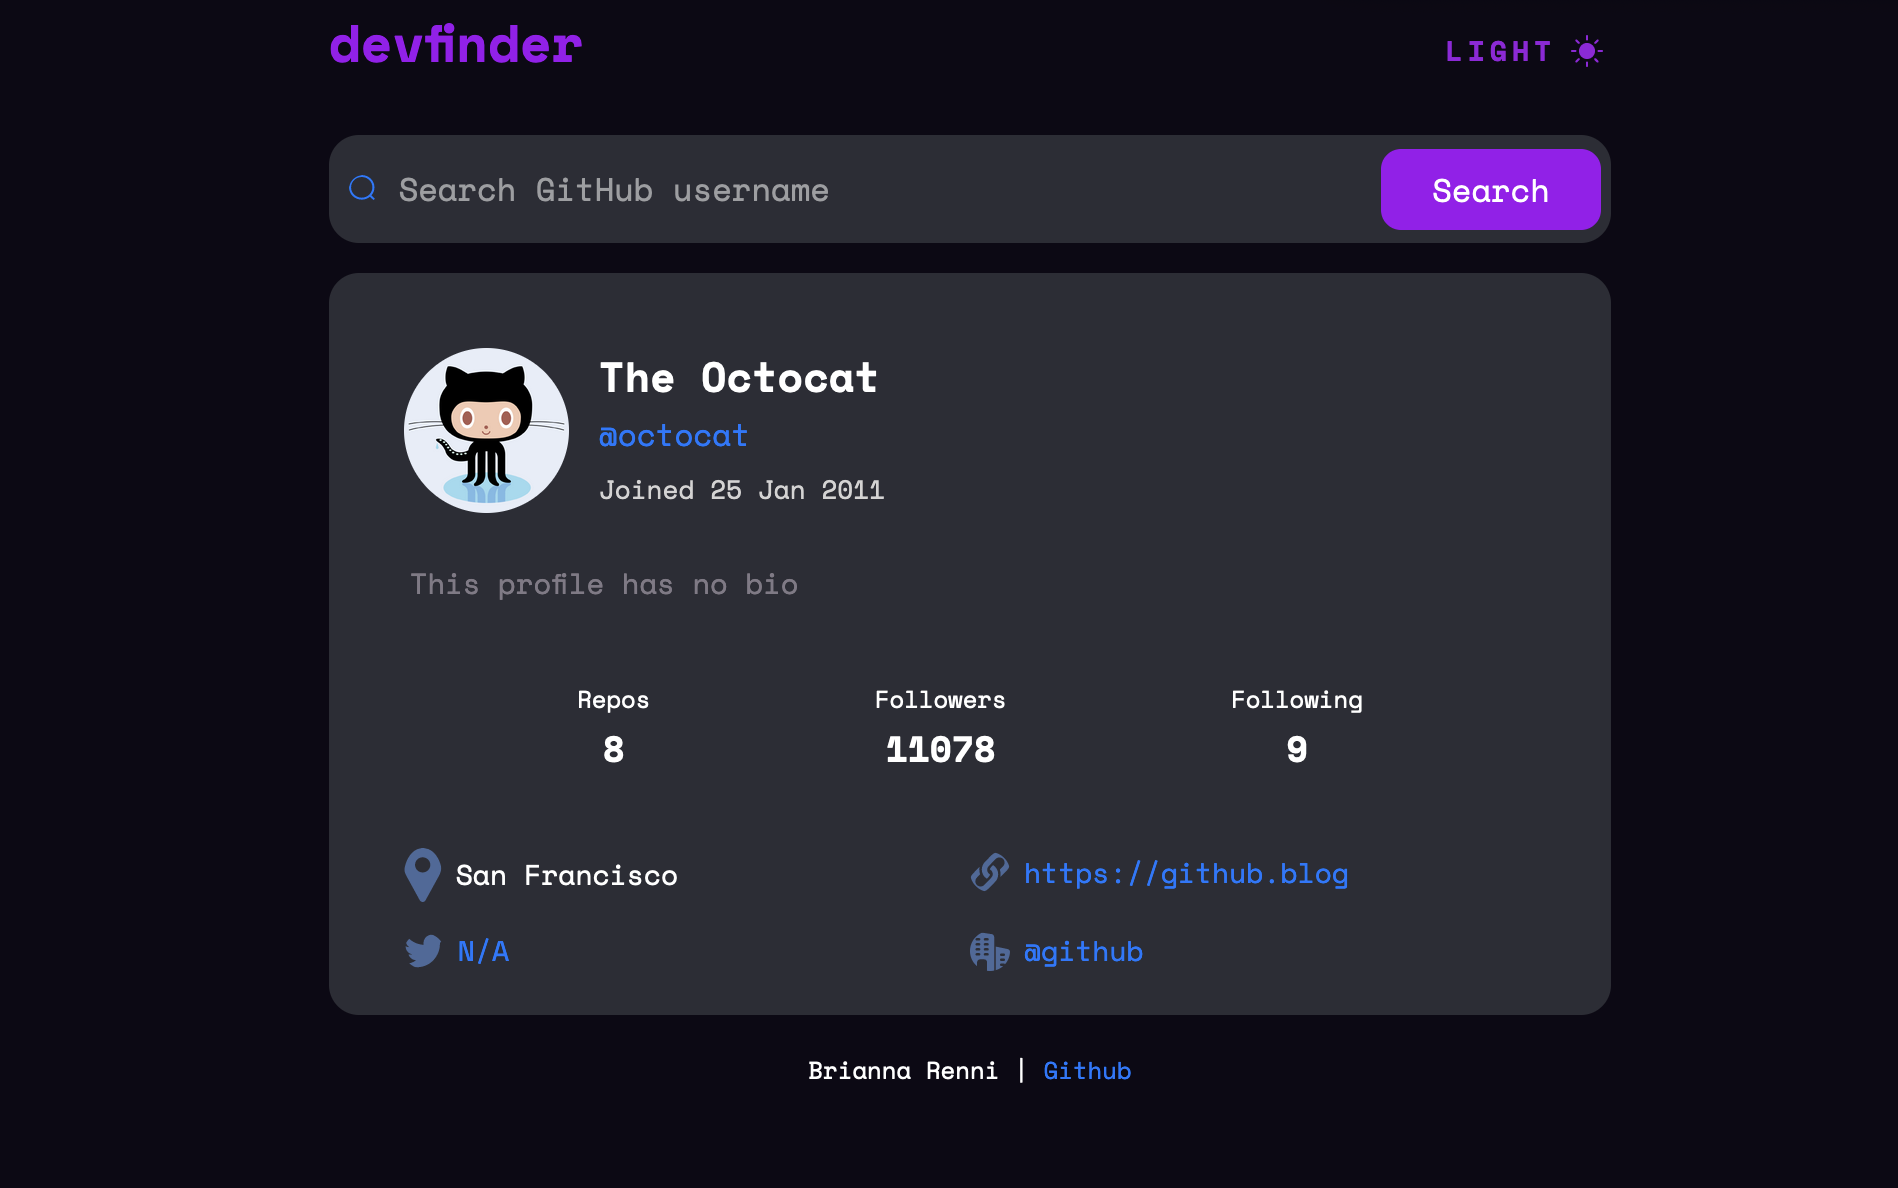 devfinder
LIGHT
Search GitHub username
Search
The Octocat
@octocat
Joined 25 Jan 2011
This profile has no bio
Repos
Followers
Following
8
11078
9
San Francisco
https://github.blog
N/A
@github
Brianna Renni | Github